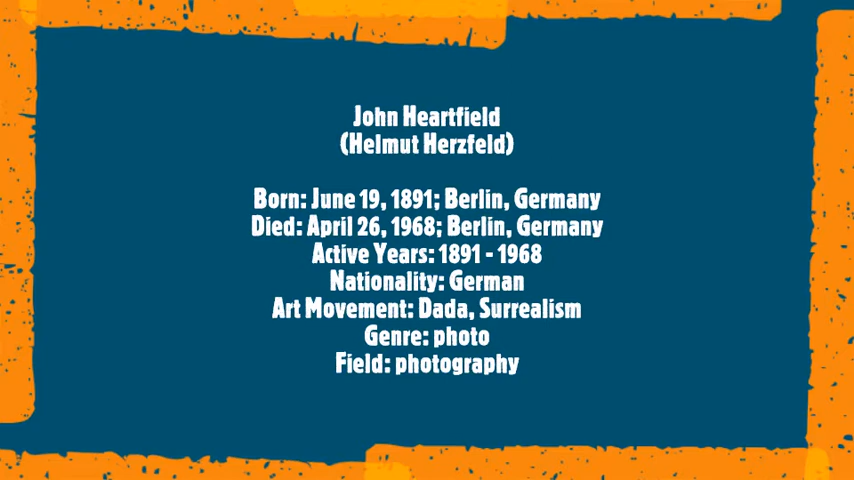 John Heartfield
(Helmut Herzfeld)
Born: June 19, 1891; Berlin, Germany
Died: April 26, 1968; Berlin, Germany
Active Years: 1891 - 1968
Nationality: German
Art Movement: Dada, Surrealism
Genre: photo
Field: photography